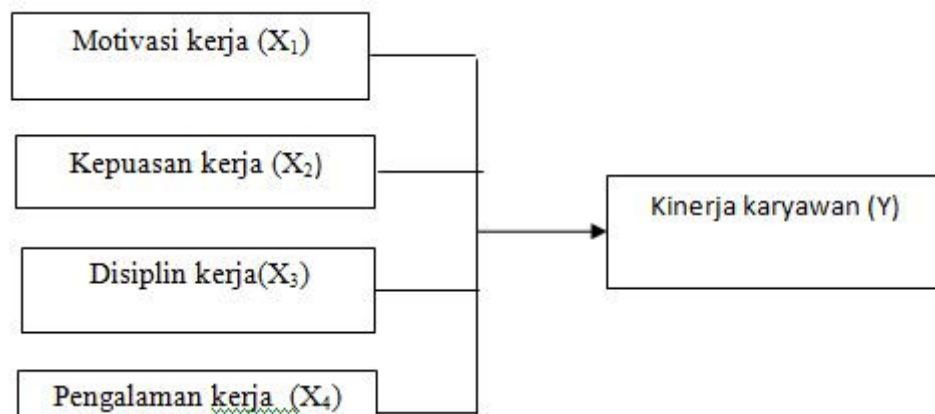 Motivasi kerja (X₁)
Kepuasan kerja (X₂)
Disiplin kerja(X₃)
Pengalaman kerja (X₄)
Kinerja karyawan (Y)